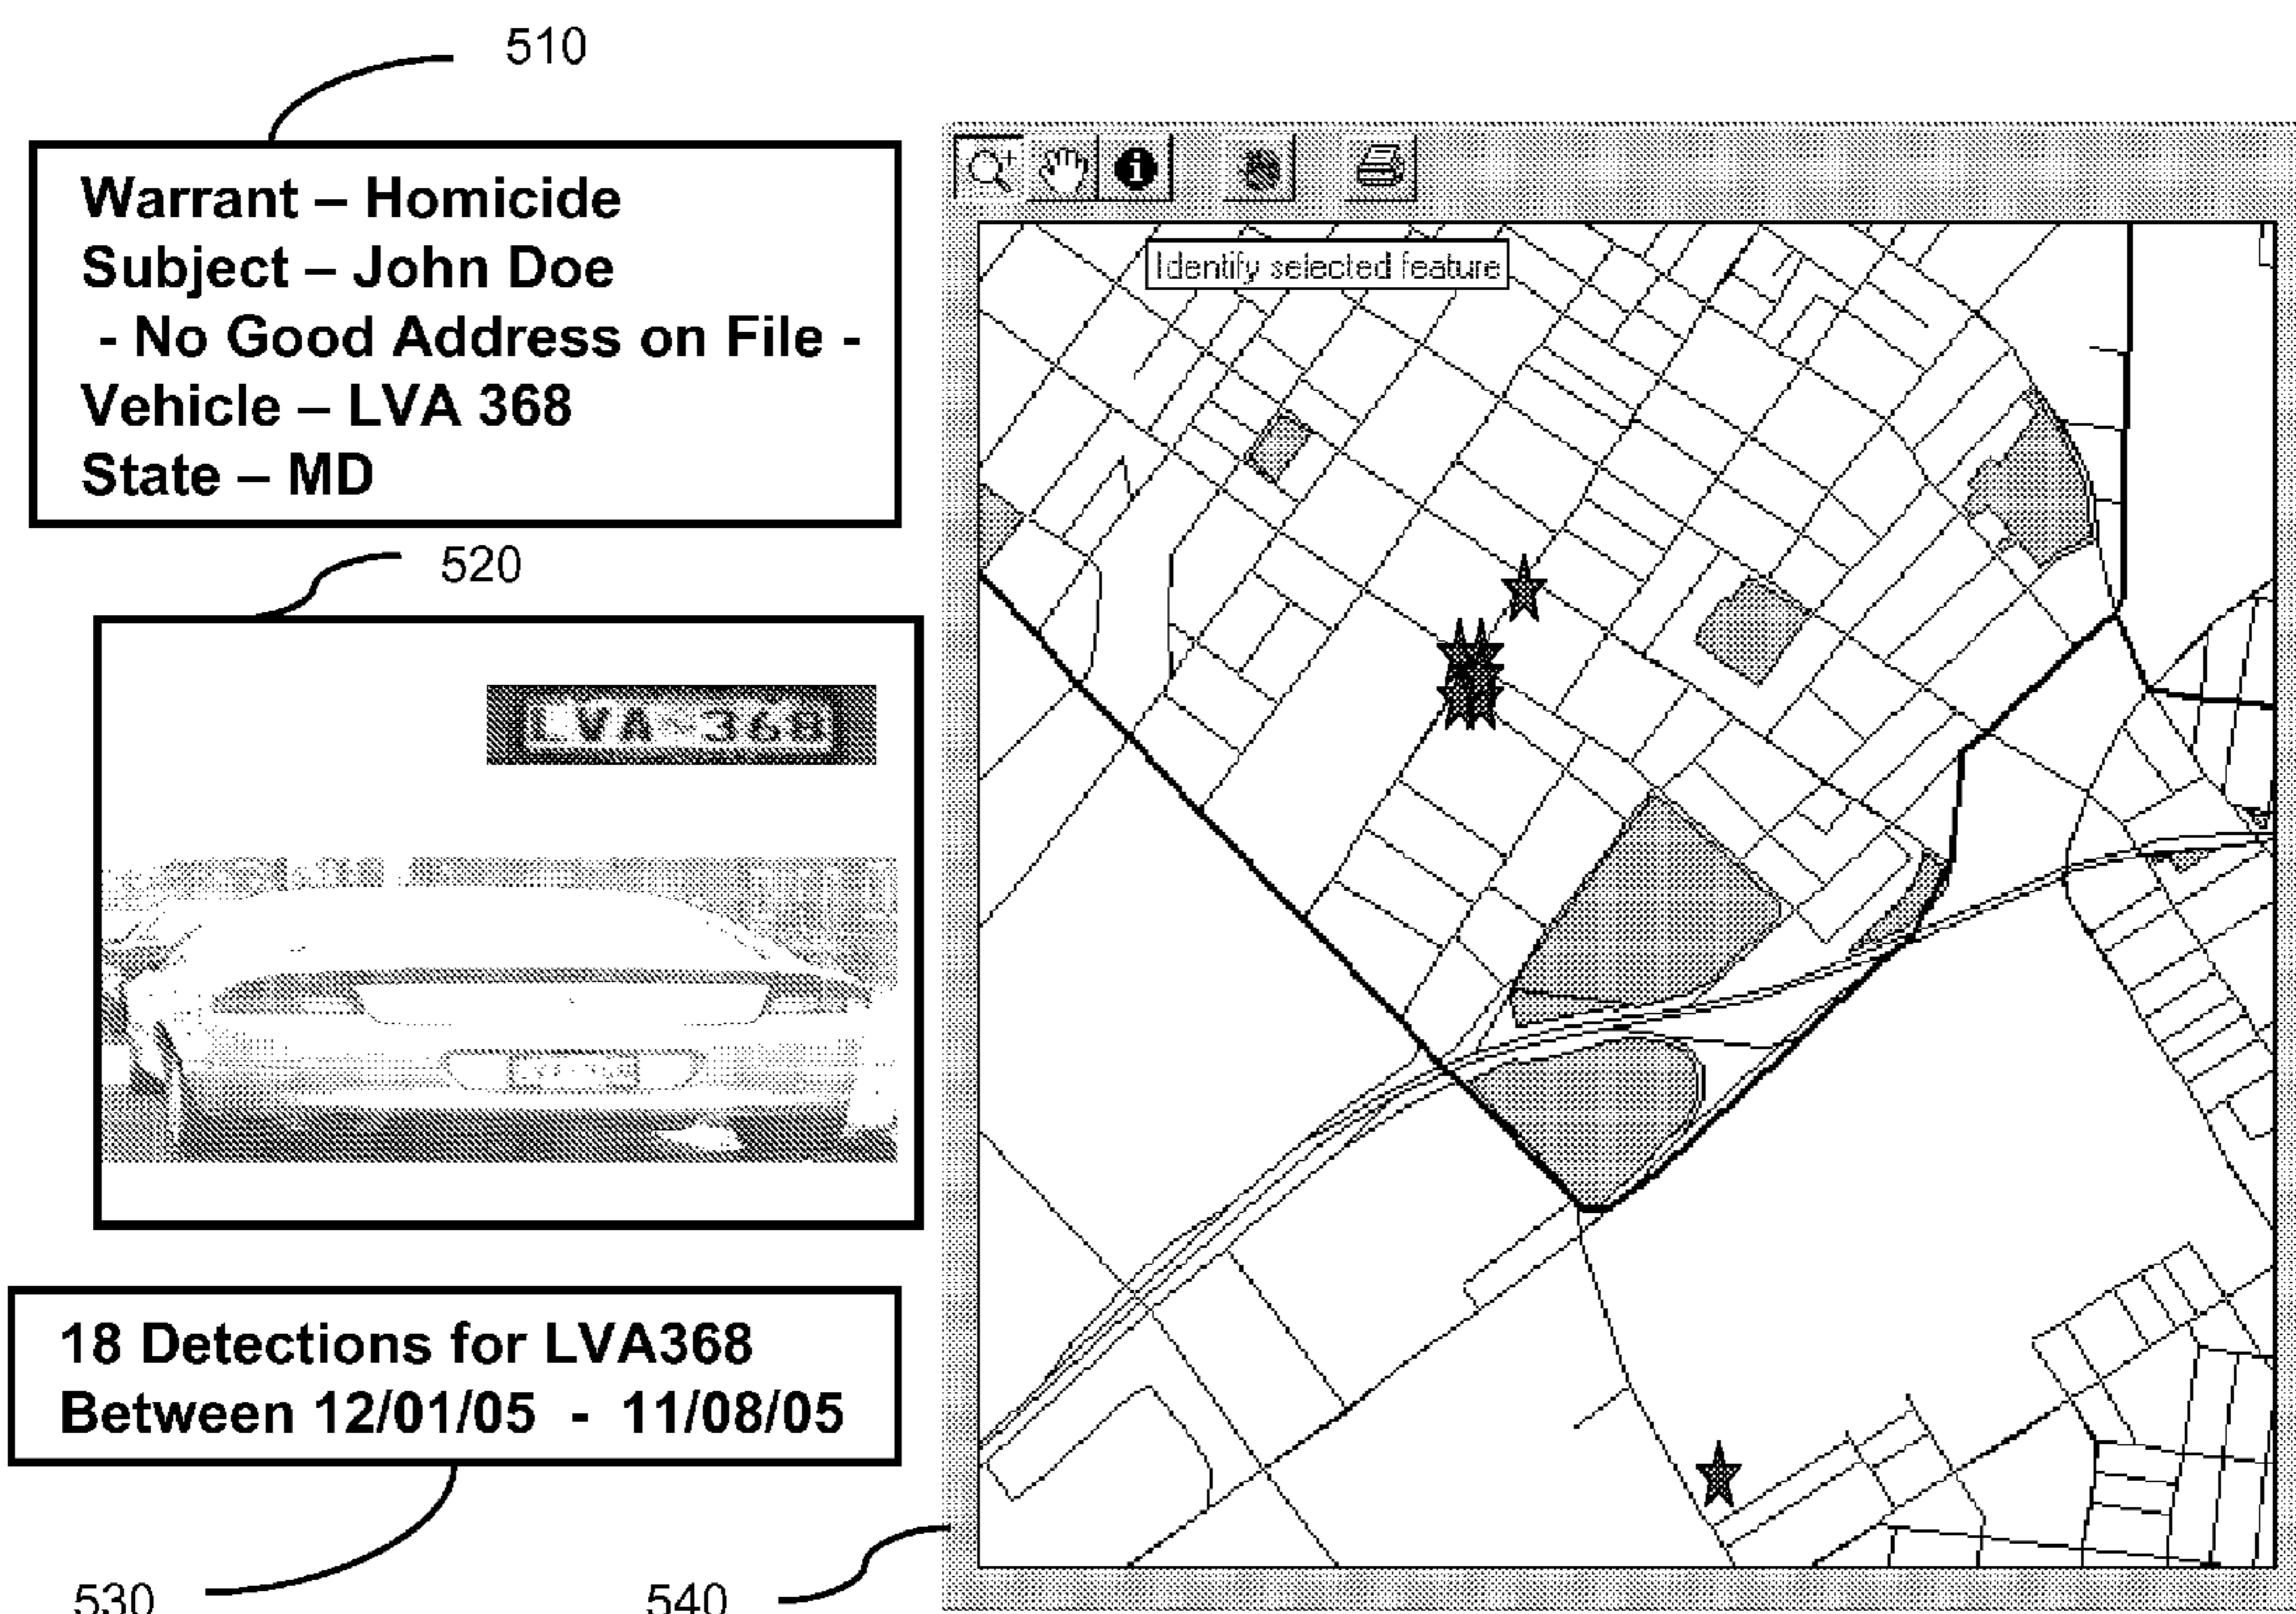 510
Warrant – Homicide
Subject – John Doe
- No Good Address on File -
Vehicle – LVA 368
State – MD
520
LVA 368
18 Detections for LVA368
Between 12/01/05 - 11/08/05
530
540
Identify selected feature